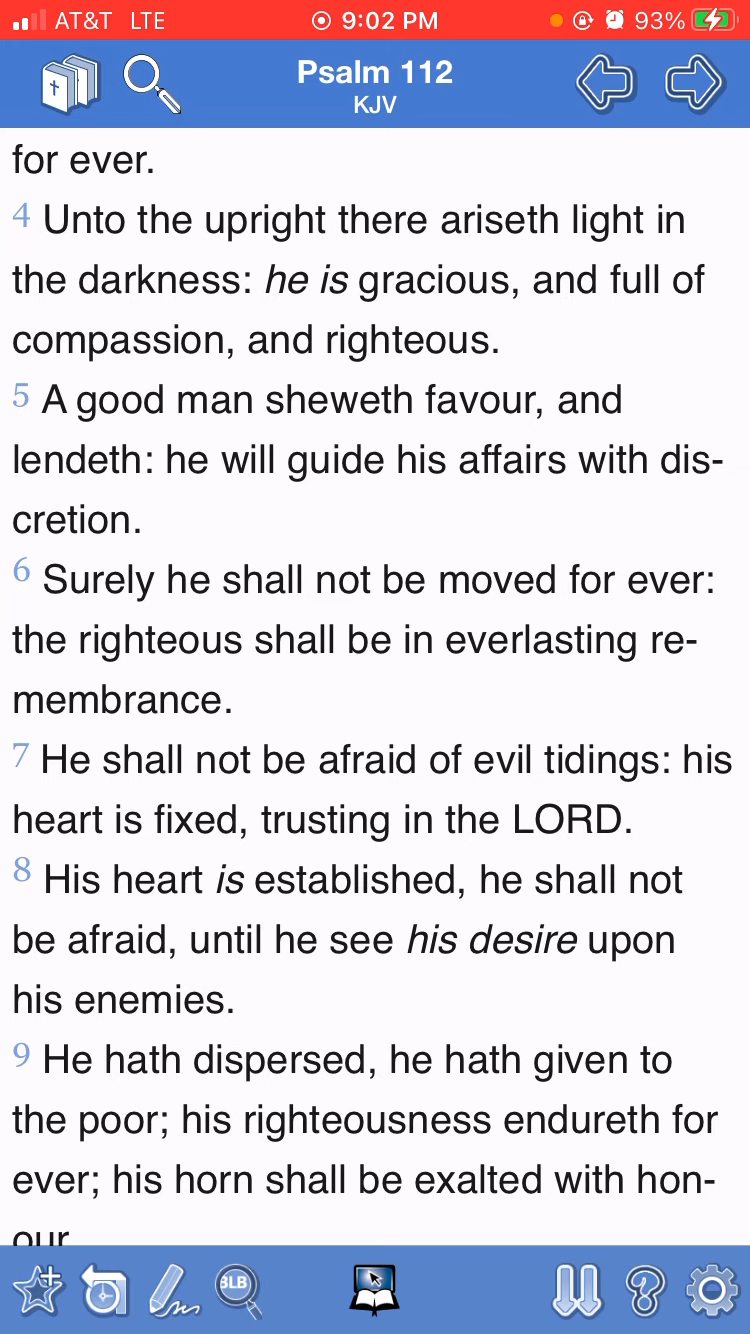 AT&T LTE 9:02 PM 93%
Psalm 112
KJV
for ever.
4 Unto the upright there ariseth light in
the darkness: he is gracious, and full of
compassion, and righteous.
5 A good man sheweth favour, and
lendeth: he will guide his affairs with dis-
cretion.
6 Surely he shall not be moved for ever:
the righteous shall be in everlasting re-
membrance.
7 He shall not be afraid of evil tidings: his
heart is fixed, trusting in the LORD.
8 His heart is established, he shall not
be afraid, until he see his desire upon
his enemies.
9 He hath dispersed, he hath given to
the poor; his righteousness endureth for
ever; his horn shall be exalted with hon-
our
BLB